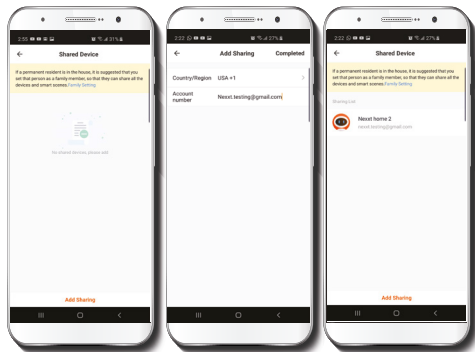 2:55
31%
Shared Device
If a permanent resident is in the house, it is suggested that you
set that person as a family member, so that they can share all the
devices and smart scenes.Family Setting
No shared devices, please add
Add Sharing
2:22
27%
Add Sharing
Completed
Country/Region USA +1
Account
number
Nexxt.testing@gmail.com
2:22
27%
Shared Device
If a permanent resident is in the house, it is suggested that you
set that person as a family member, so that they can share all the
devices and smart scenes.Family Setting
Sharing List
Nexxt home 2
nexxt.testing@gmail.com
Add Sharing